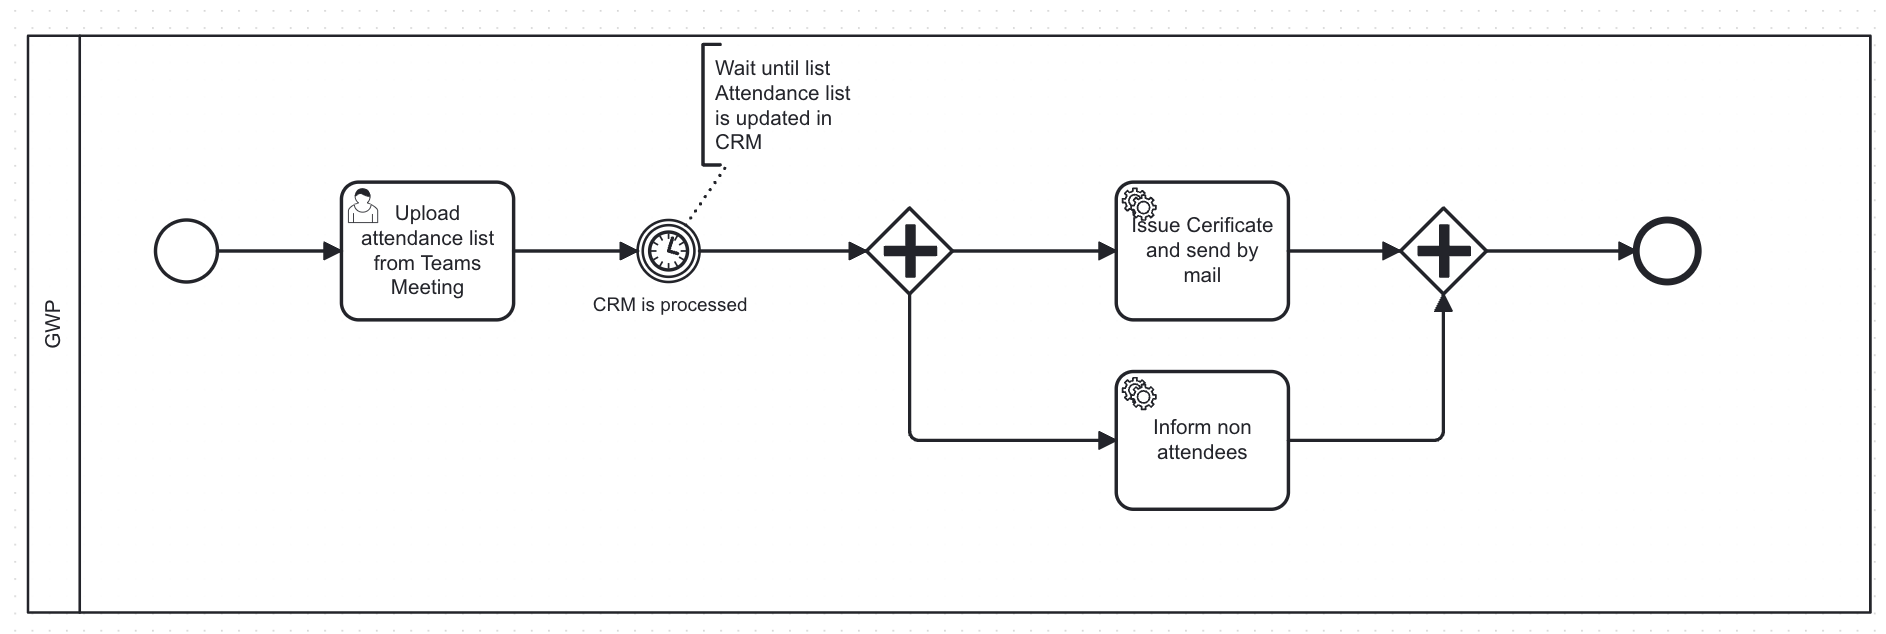 GWP
Upload
attendance list
from Teams
Meeting
Wait until list
Attendance list
is updated in
CRM
CRM is processed
Issue Cerificate
and send by
mail
Inform non
attendees